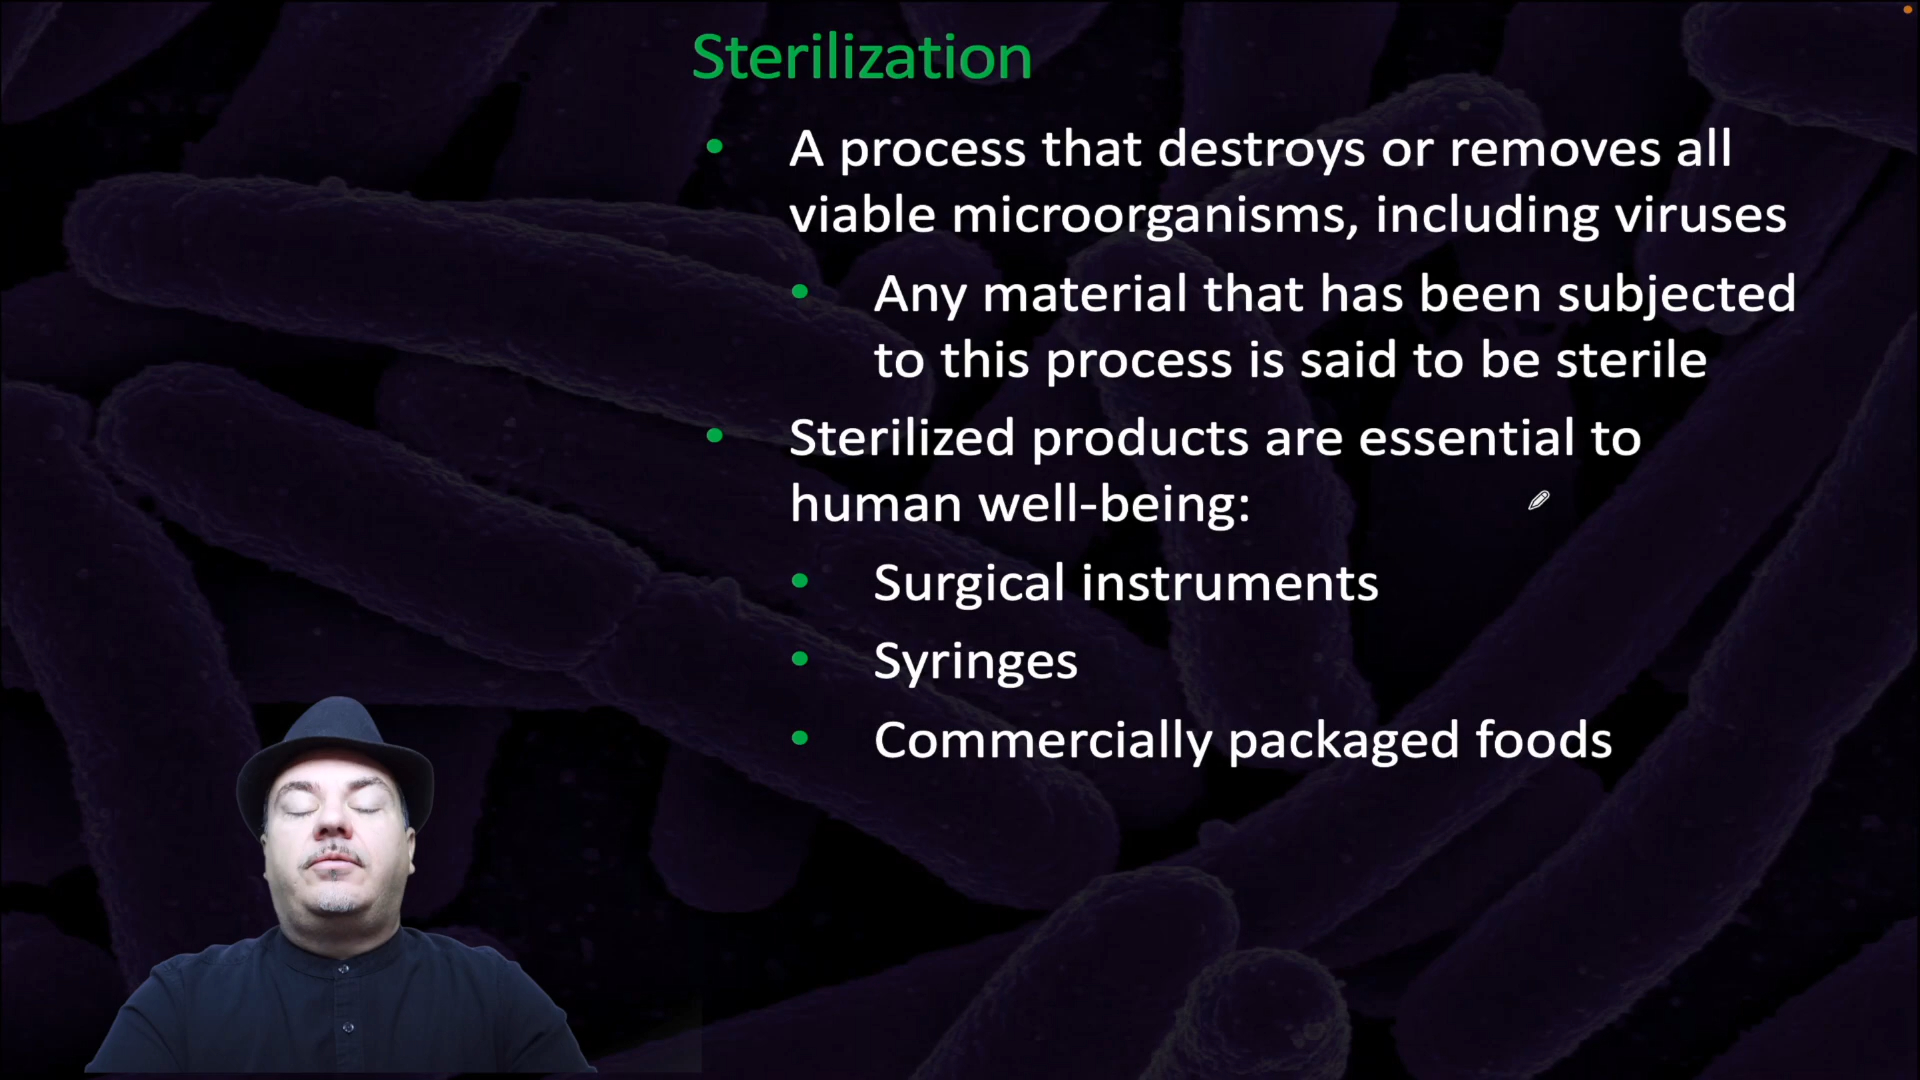 Sterilization
• A process that destroys or removes all
viable microorganisms, including viruses
• Any material that has been subjected
to this process is said to be sterile
• Sterilized products are essential to
human well-being:
• Surgical instruments
• Syringes
• Commercially packaged foods